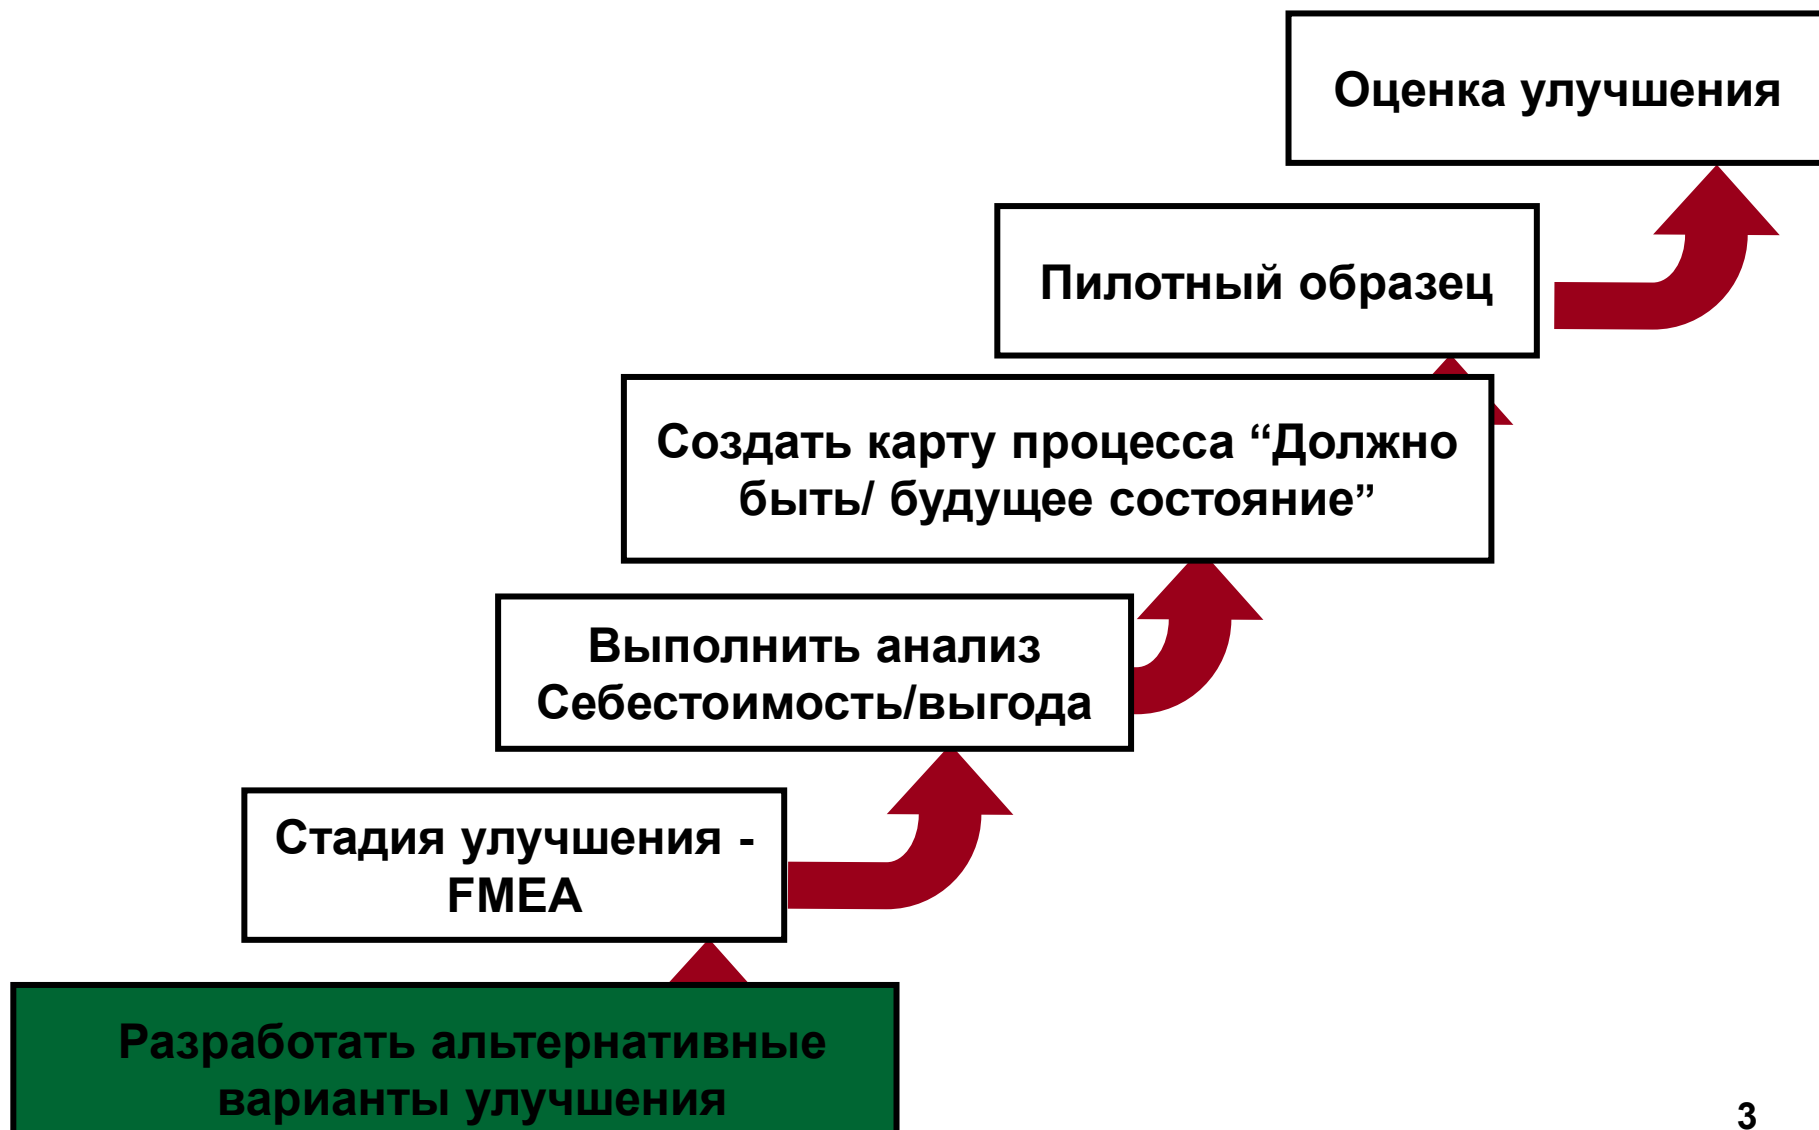 Оценка улучшения
Пилотный образец
Создать карту процесса “Должно
быть/ будущее состояние”
Выполнить анализ
Себестоимость/выгода
Стадия улучшения -
FMEA
Разработать альтернативные
варианты улучшения
3